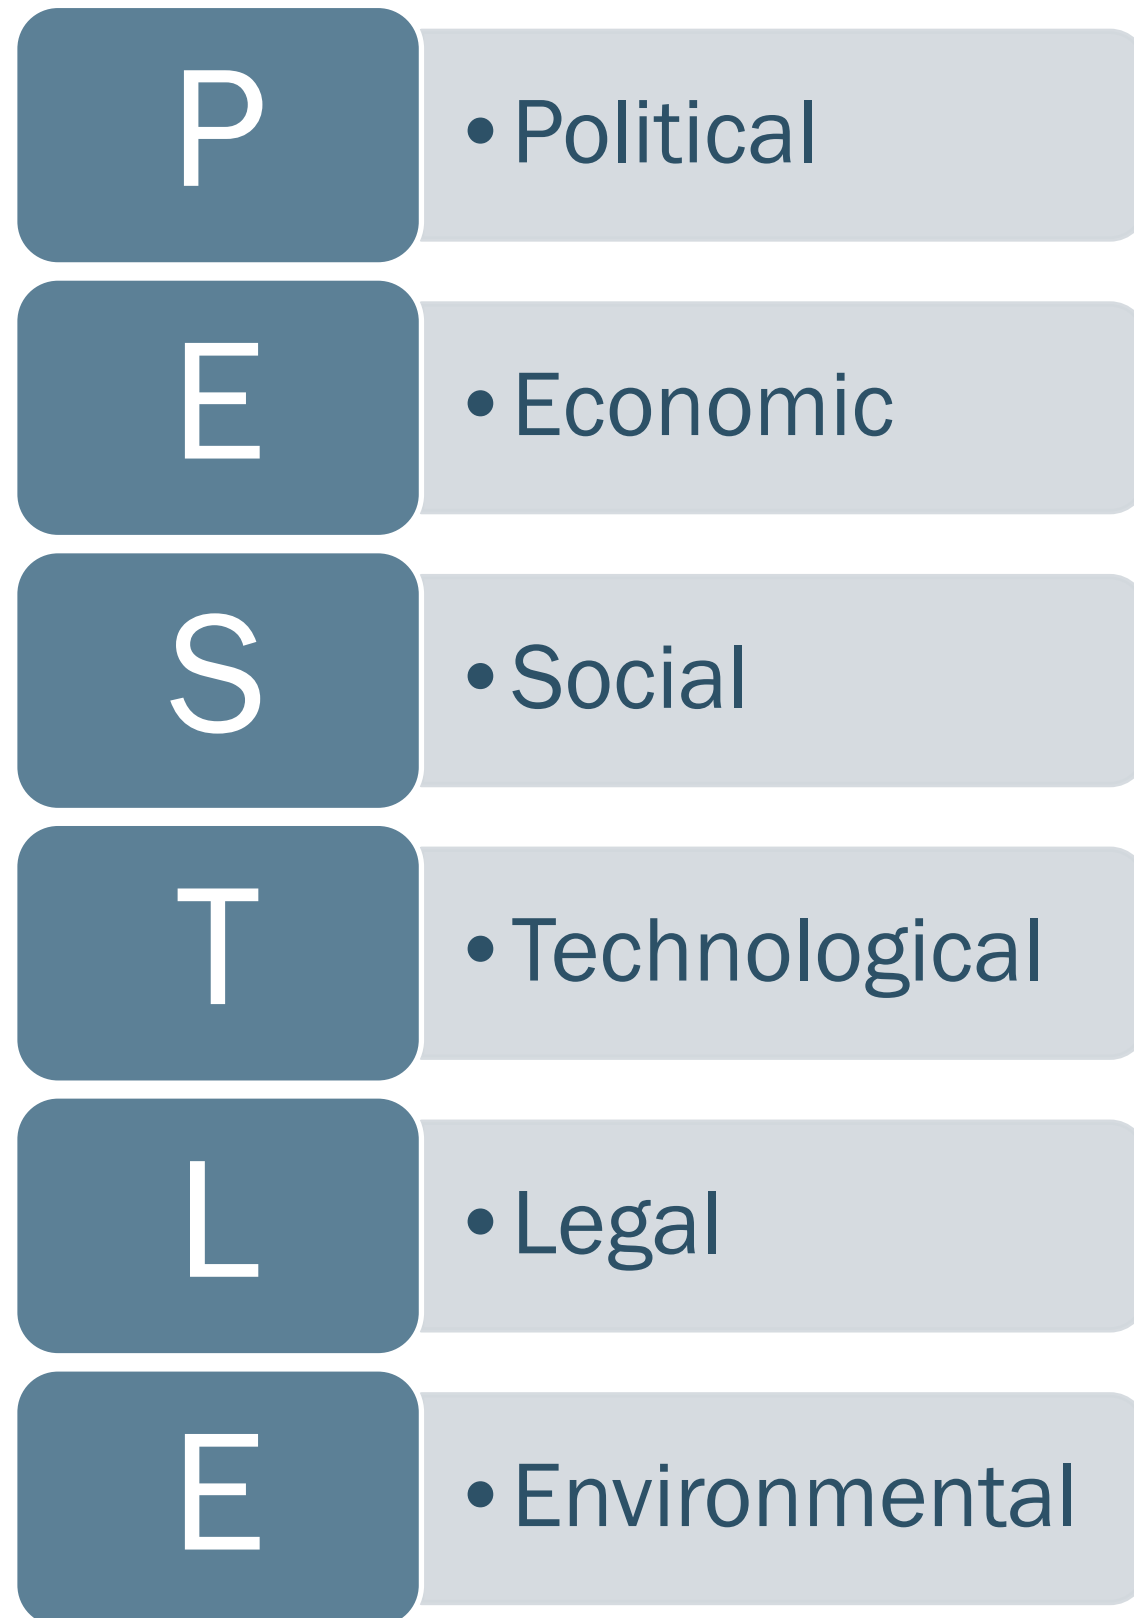 P
• Political
E
• Economic
S
• Social
T
• Technological
L
• Legal
E
• Environmental